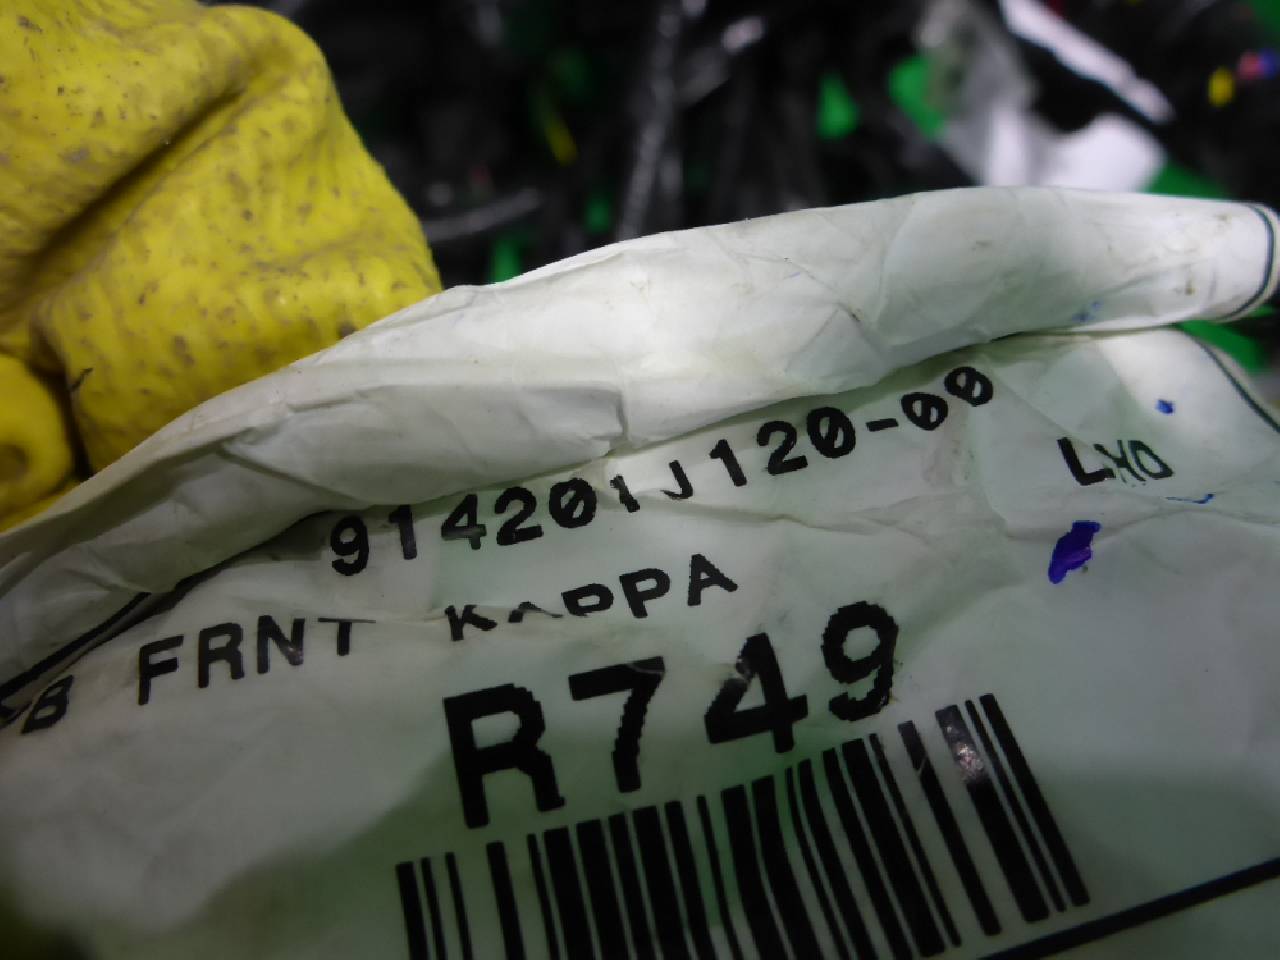 914201J120-00
LHD
FRNT KAPPA
R749